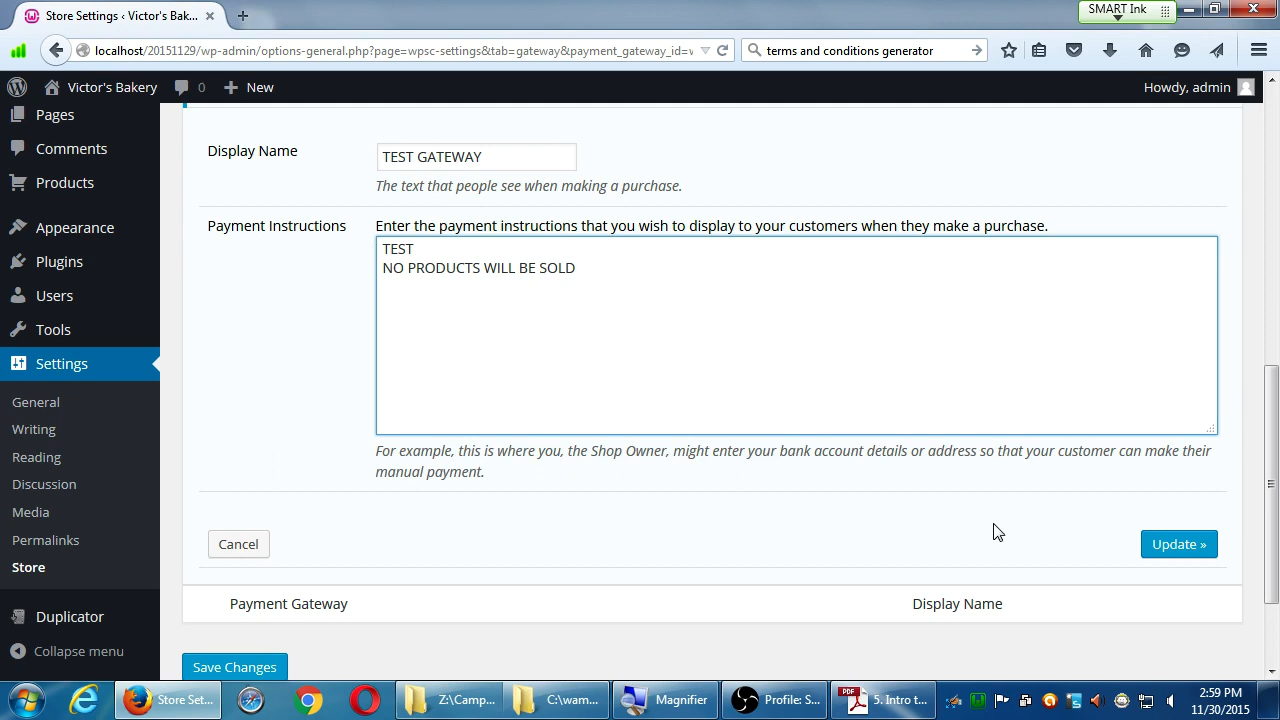 Store Settings ‹ Victor's Bak...
SMART Ink
localhost/20151129/wp-admin/options-general.php?page=wpsc-settings&tab=gateway&payment_gateway_id=v
terms and conditions generator
Victor's Bakery
0
New
Howdy, admin
Pages
Comments
Products
Appearance
Plugins
Users
Tools
Settings
General
Writing
Reading
Discussion
Media
Permalinks
Store
Duplicator
Collapse menu
Display Name
TEST GATEWAY
The text that people see when making a purchase.
Payment Instructions
Enter the payment instructions that you wish to display to your customers when they make a purchase.
TEST
NO PRODUCTS WILL BE SOLD
For example, this is where you, the Shop Owner, might enter your bank account details or address so that your customer can make their
manual payment.
Cancel
Update »
Payment Gateway
Display Name
Save Changes
Store Set...
Z:\Camp...
C:\wam...
Magnifier
Profile: S...
PDF
5. Intro t...
2:59 PM
11/30/2015